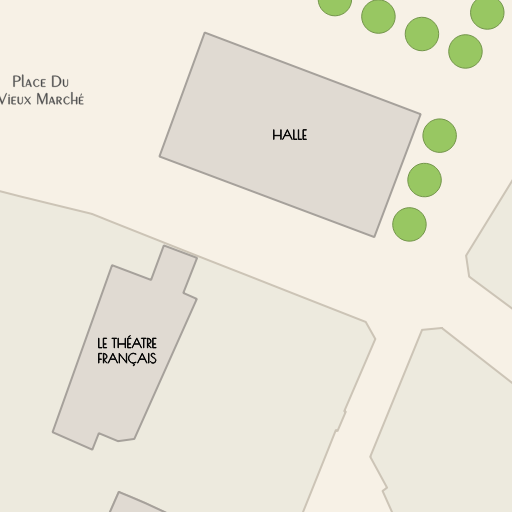 Place Du
Vieux Marché
HALLE
LE THÉATRE
FRANÇAIS